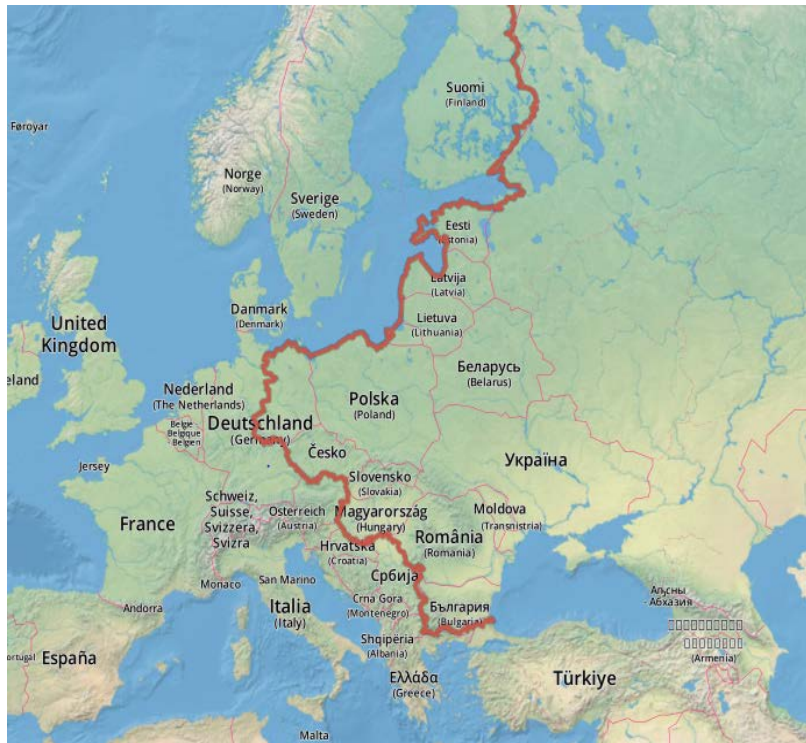 Suomi
(Finland)
Føroyar
Norge
(Norway)
Sverige
(Sweden)
Eesti
Latvija
(Latvia)
Danmark
(Denmark)
Lietuva
(Lithuania)
United
Kingdom
Беларусь
(Belarus)
Nederland
(The Netherlands)
Polska
(Poland)
België
Belgique
Belgien
Deutschland
(Germany)
Česko
Jersey
Україна
Slovensko
(Slovakia)
Schweiz,
Suisse,
Svizzera,
Svizra
Österreich
(Austria)
Magyarország
(Hungary)
Moldova
(Transnistria)
France
România
(Romania)
Hrvatska
(Croatia)
Србија
Monaco
San Marino
Аҧсны
- Абхазия
Andorra
Italia
(Italy)
Crna Gora
(Montenegro)
България
(Bulgaria)
Shqipëria
(Albania)
(Armenia)
España
Ελλάδα
(Greece)
Türkiye
Malta